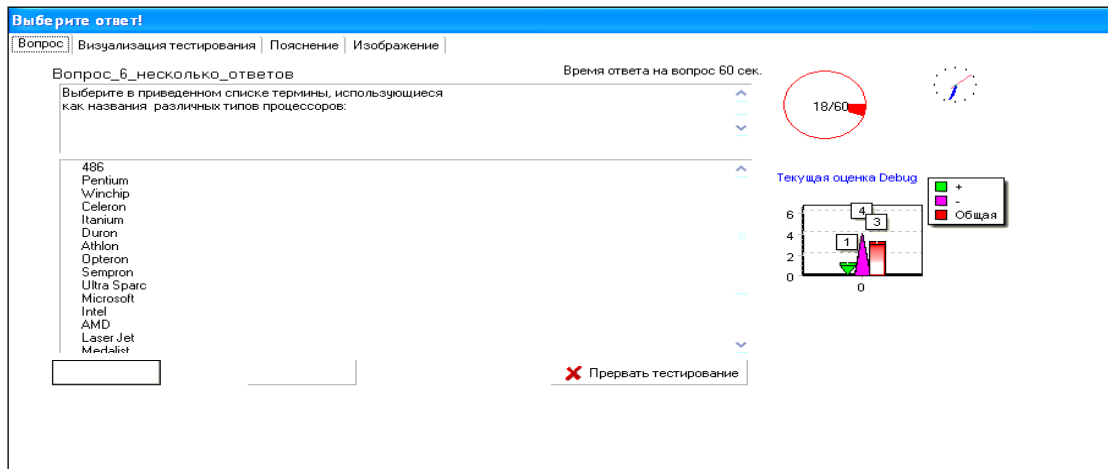 Выберите ответ!
Вопрос Визуализация тестирования Пояснение Изображение
Вопрос_6_несколько_ответов
Время ответа на вопрос 60 сек.
Выберите в приведенном списке термины, использующиеся
как названия различных типов процессоров:
18/60
486
Pentium
Winchip
Celeron
Itanium
Duron
Athlon
Opteron
Sempron
Ultra Sparc
Microsoft
Intel
AMD
Laser Jet
Medalist
Прервать тестирование
Текущая оценка Debug
+
-
Общая
6
4
2
0
1
4
3
0